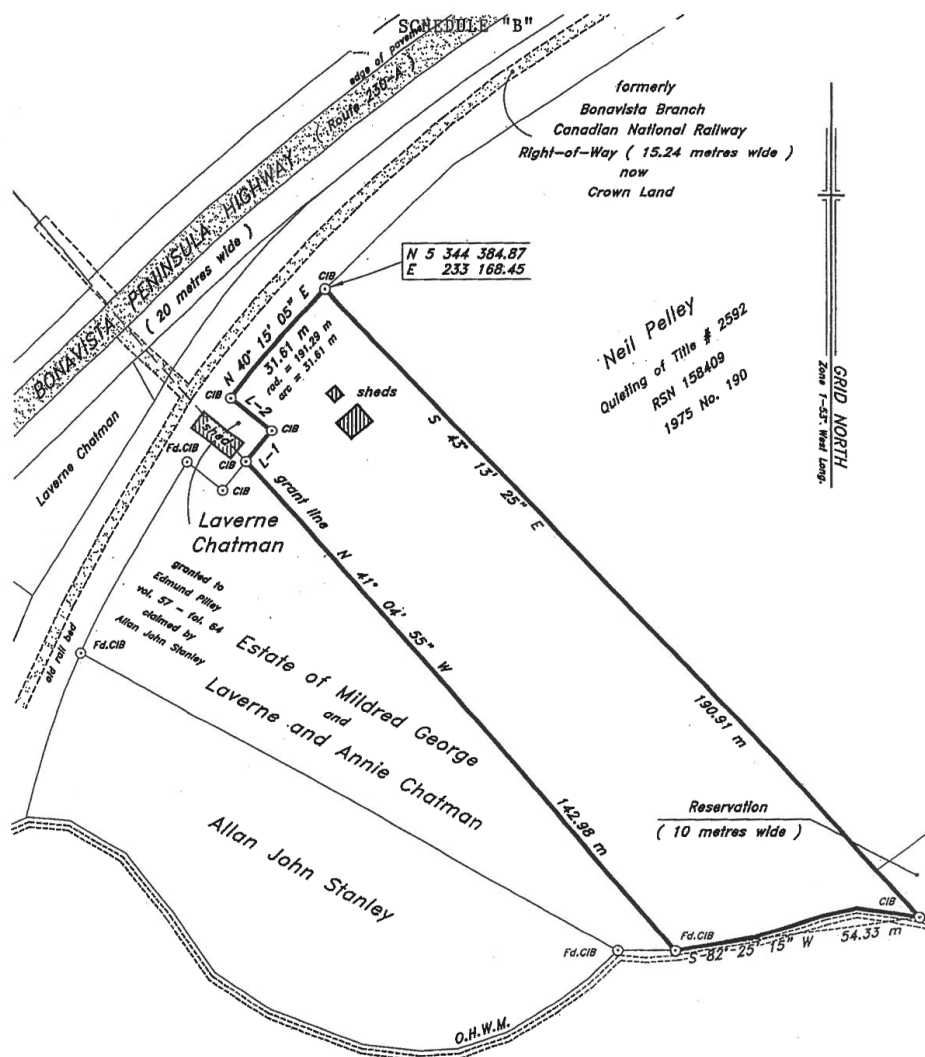 SCHEDULE "B"
edge of pavement
BONAVISTA PENINSULA HIGHWAY ( Route 230-A )
( 20 metres wide )
formerly
Bonavista Branch
Canadian National Railway
Right-of-Way ( 15.24 metres wide )
now
Crown Land
N 5 344 384.87
E 233 168.45
CIB
GRID NORTH
Zone 1-53° West Long.
Neil Pelley
Quieting of Title # 2592
RSN 158409
1975 No. 190
N 40° 15' 05" E
31.61 m
rad. = 191.29 m
arc = 31.61 m
sheds
CIB
L-2
CIB
shed
Fd.CIB
CIB
L-1
CIB
Laverne Chatman
Laverne
Chatman
grant line
S 43° 13' 25" E
190.91 m
N 41° 04' 55" W
142.98 m
granted to
Edmund Pilley
vol. 57 - fol. 64
claimed by
Allan John Stanley
old rail bed
Fd.CIB
Estate of Mildred George
and
Laverne and Annie Chatman
Allan John Stanley
Reservation
( 10 metres wide )
CIB
Fd.CIB
Fd.CIB
S 82° 25' 15" W 54.33 m
O.H.W.M.